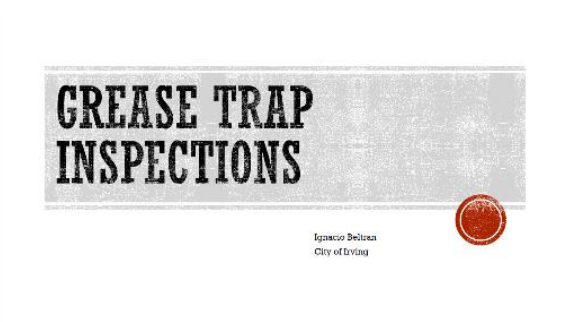 GREASE TRAP
INSPECTIONS
Ignacio Beltran
City of Irving